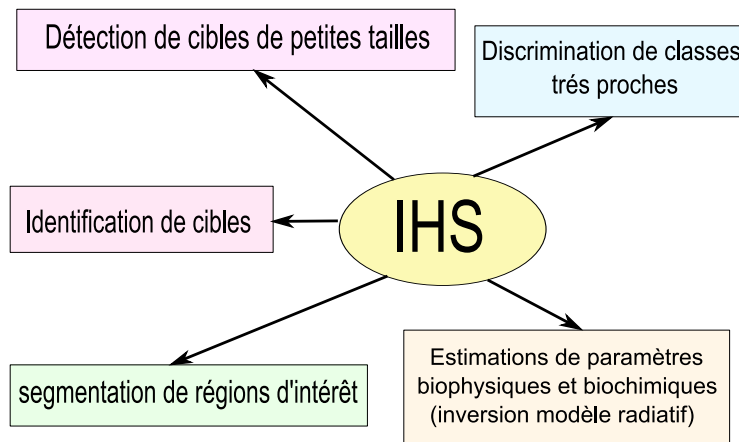 Détection de cibles de petites tailles
Discrimination de classes
trés proches
IHS
Identification de cibles
segmentation de régions d'intérêt
Estimations de paramètres
biophysiques et biochimiques
(inversion modèle radiatif)